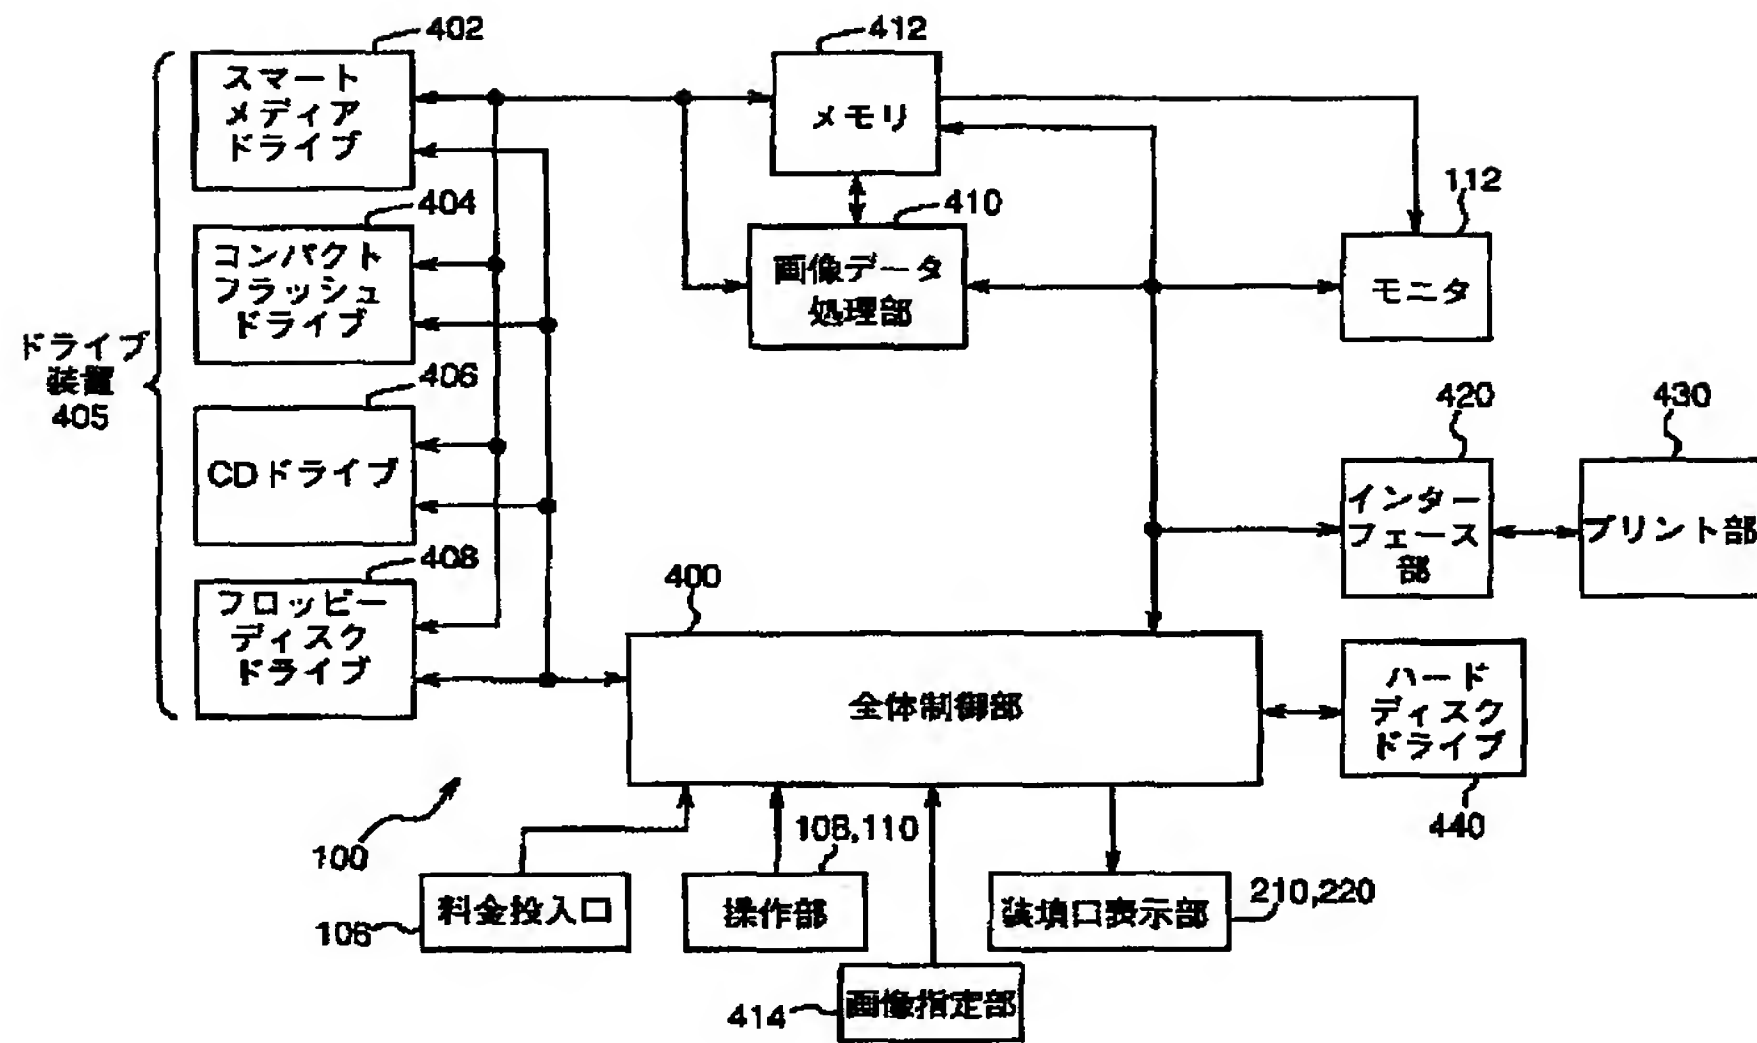 402
スマート
メディア
ドライブ
404
コンパクト
フラッシュ
ドライブ
ドライブ
装置
405
406
CDドライブ
408
フロッピー
ディスク
ドライブ
412
メモリ
410
画像データ
処理部
112
モニタ
420
インター
フェース
部
430
プリント部
400
全体制御部
ハード
ディスク
ドライブ
440
100
料金投入口
106
108,110
操作部
装填口表示部
210,220
画像指定部
414